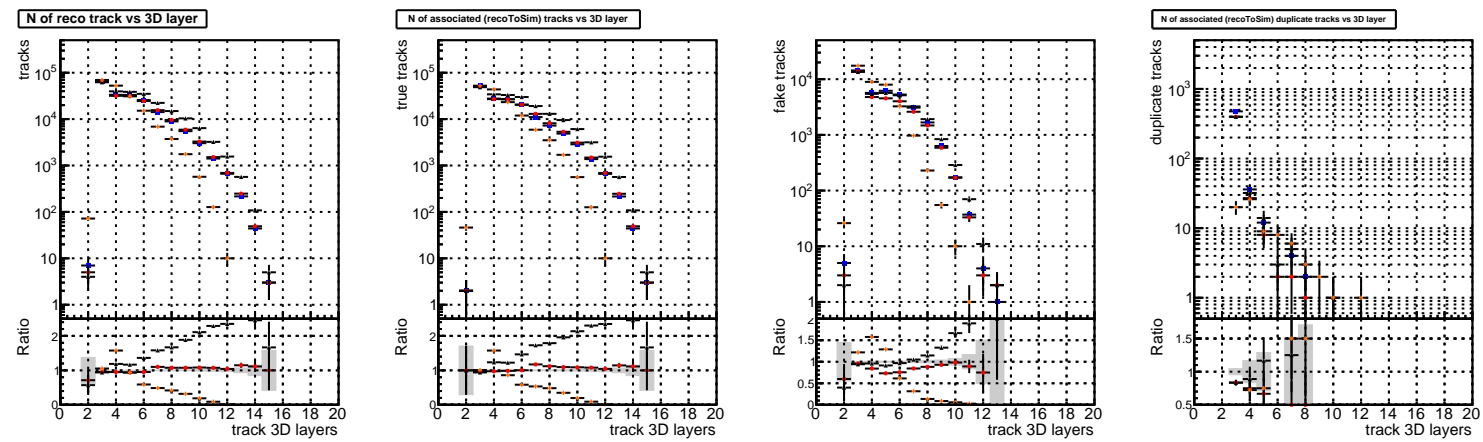 N of reco track vs 3D layer
tracks
10^5
10^4
10^3
10^2
10
1
Ratio
2
1
0
0 2 4 6 8 10 12 14 16 18 20
track 3D layers
N of associated (recoToSim) tracks vs 3D layer
true tracks
10^5
10^4
10^3
10^2
10
1
Ratio
2
1
0
0 2 4 6 8 10 12 14 16 18 20
track 3D layers
fake tracks
10^4
10^3
10^2
10
1
Ratio
2
1.5
1
0.5
0
0 2 4 6 8 10 12 14 16 18 20
track 3D layers
N of associated (recoToSim) duplicate tracks vs 3D layer
duplicate tracks
10^3
10^2
10
1
Ratio
1.5
1
0.5
0 2 4 6 8 10 12 14 16 18 20
track 3D layers